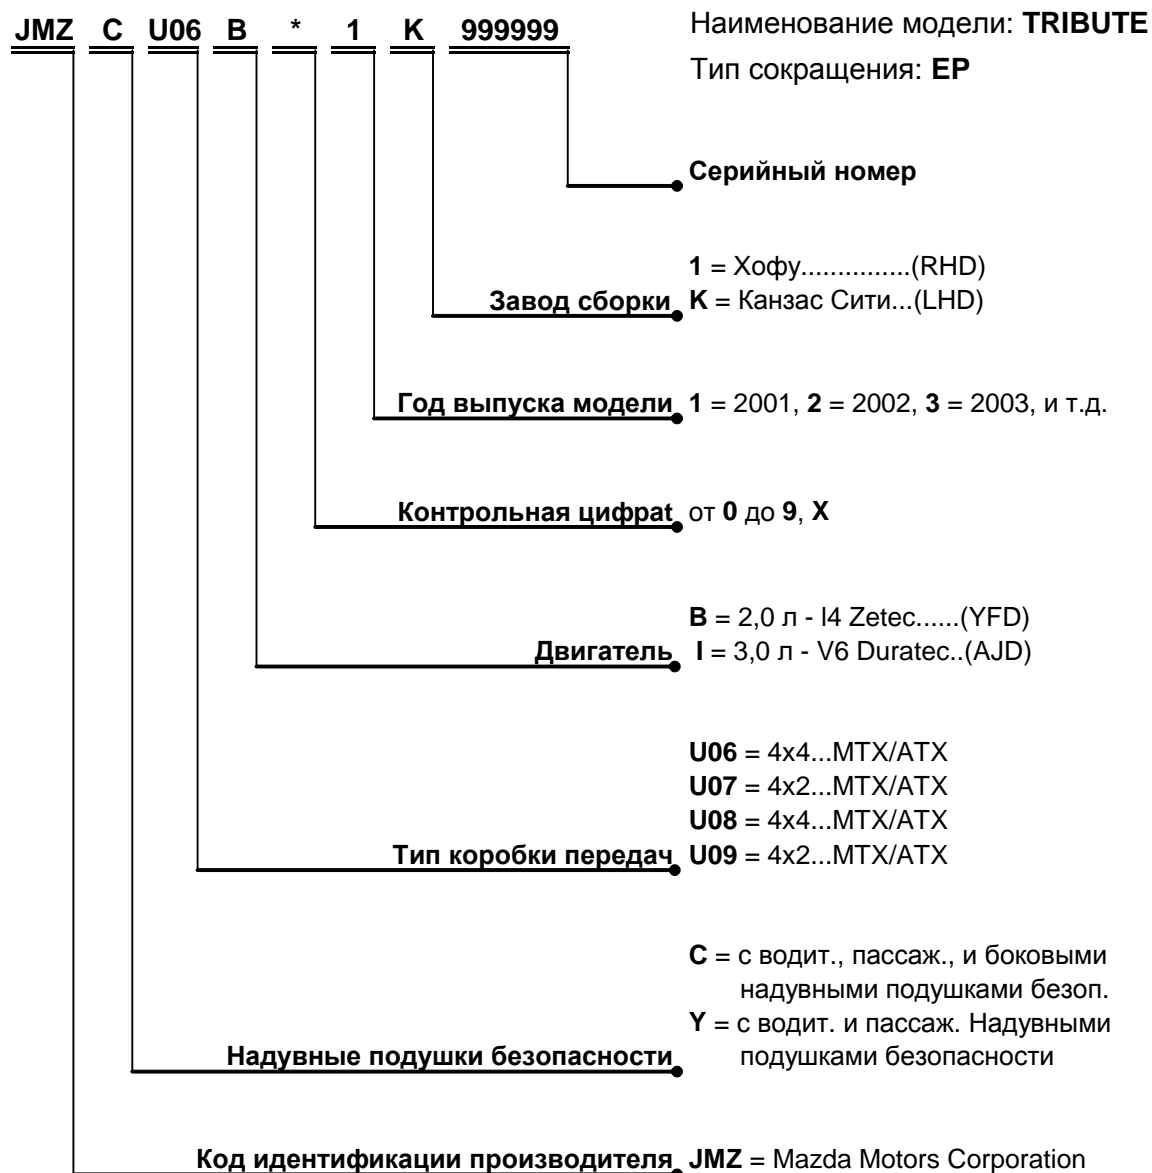 JMZ C U06 B * 1 K 999999
Наименование модели: TRIBUTE
Тип сокращения: EP
Серийный номер
1 = Хофу...............(RHD)
Завод сборки K = Канзас Сити...(LHD)
Год выпуска модели 1 = 2001, 2 = 2002, 3 = 2003, и т.д.
Контрольная цифраt от 0 до 9, X
B = 2,0 л - I4 Zetec......(YFD)
Двигатель I = 3,0 л - V6 Duratec..(AJD)
U06 = 4x4...MTX/ATX
U07 = 4x2...MTX/ATX
U08 = 4x4...MTX/ATX
Тип коробки передач U09 = 4x2...MTX/ATX
C = с водит., пассаж., и боковыми
надувными подушками безоп.
Y = с водит. и пассаж. Надувными
Надувные подушки безопасности подушками безопасности
Код идентификации производителя JMZ = Mazda Motors Corporation